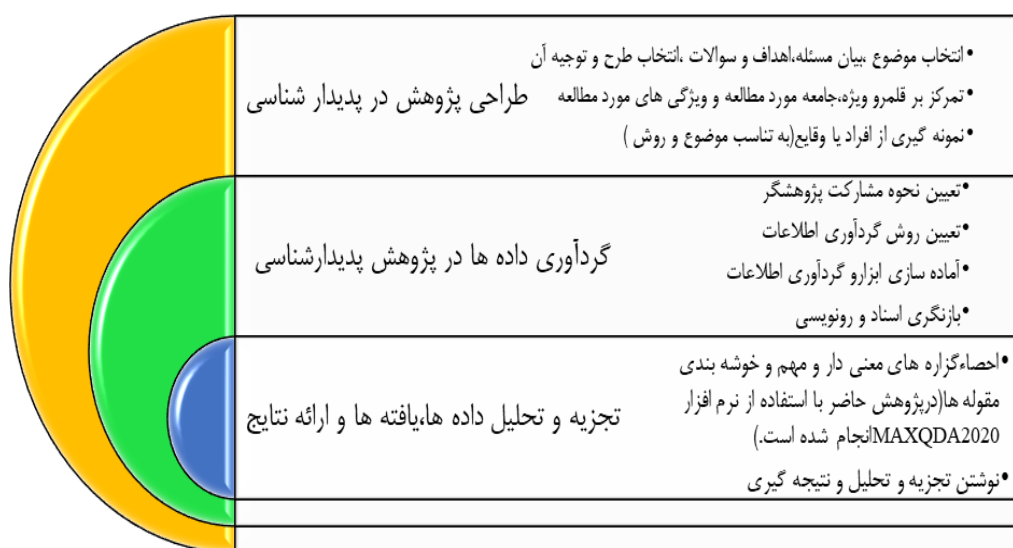 •انتخاب موضوع ،بیان مسئله،اهداف و سوالات ،انتخاب طرح و توجیه آن
•تمرکز بر قلمرو ویژه،جامعه مورد مطالعه و ویژگی های مورد مطالعه
•نمونه گیری از افراد یا وقایع(به تناسب موضوع و روش )
طراحی پژوهش در پدیدار شناسی
•تعیین نحوه مشارکت پژوهشگر
•تعیین روش گردآوری اطلاعات
•آماده سازی ابزارو گردآوری اطلاعات
•بازنگری اسناد و رونویسی
گردآوری داده ها در پژوهش پدیدارشناسی
•احصاءگزاره های معنی دار و مهم و خوشه بندی
مقوله ها(درپژوهش حاضر با استفاده از نرم افزار
MAXQDA2020انجام شده است.)
•نوشتن تجزیه و تحلیل و نتیجه گیری
تجزیه و تحلیل داده ها،یافته ها و ارائه نتایج